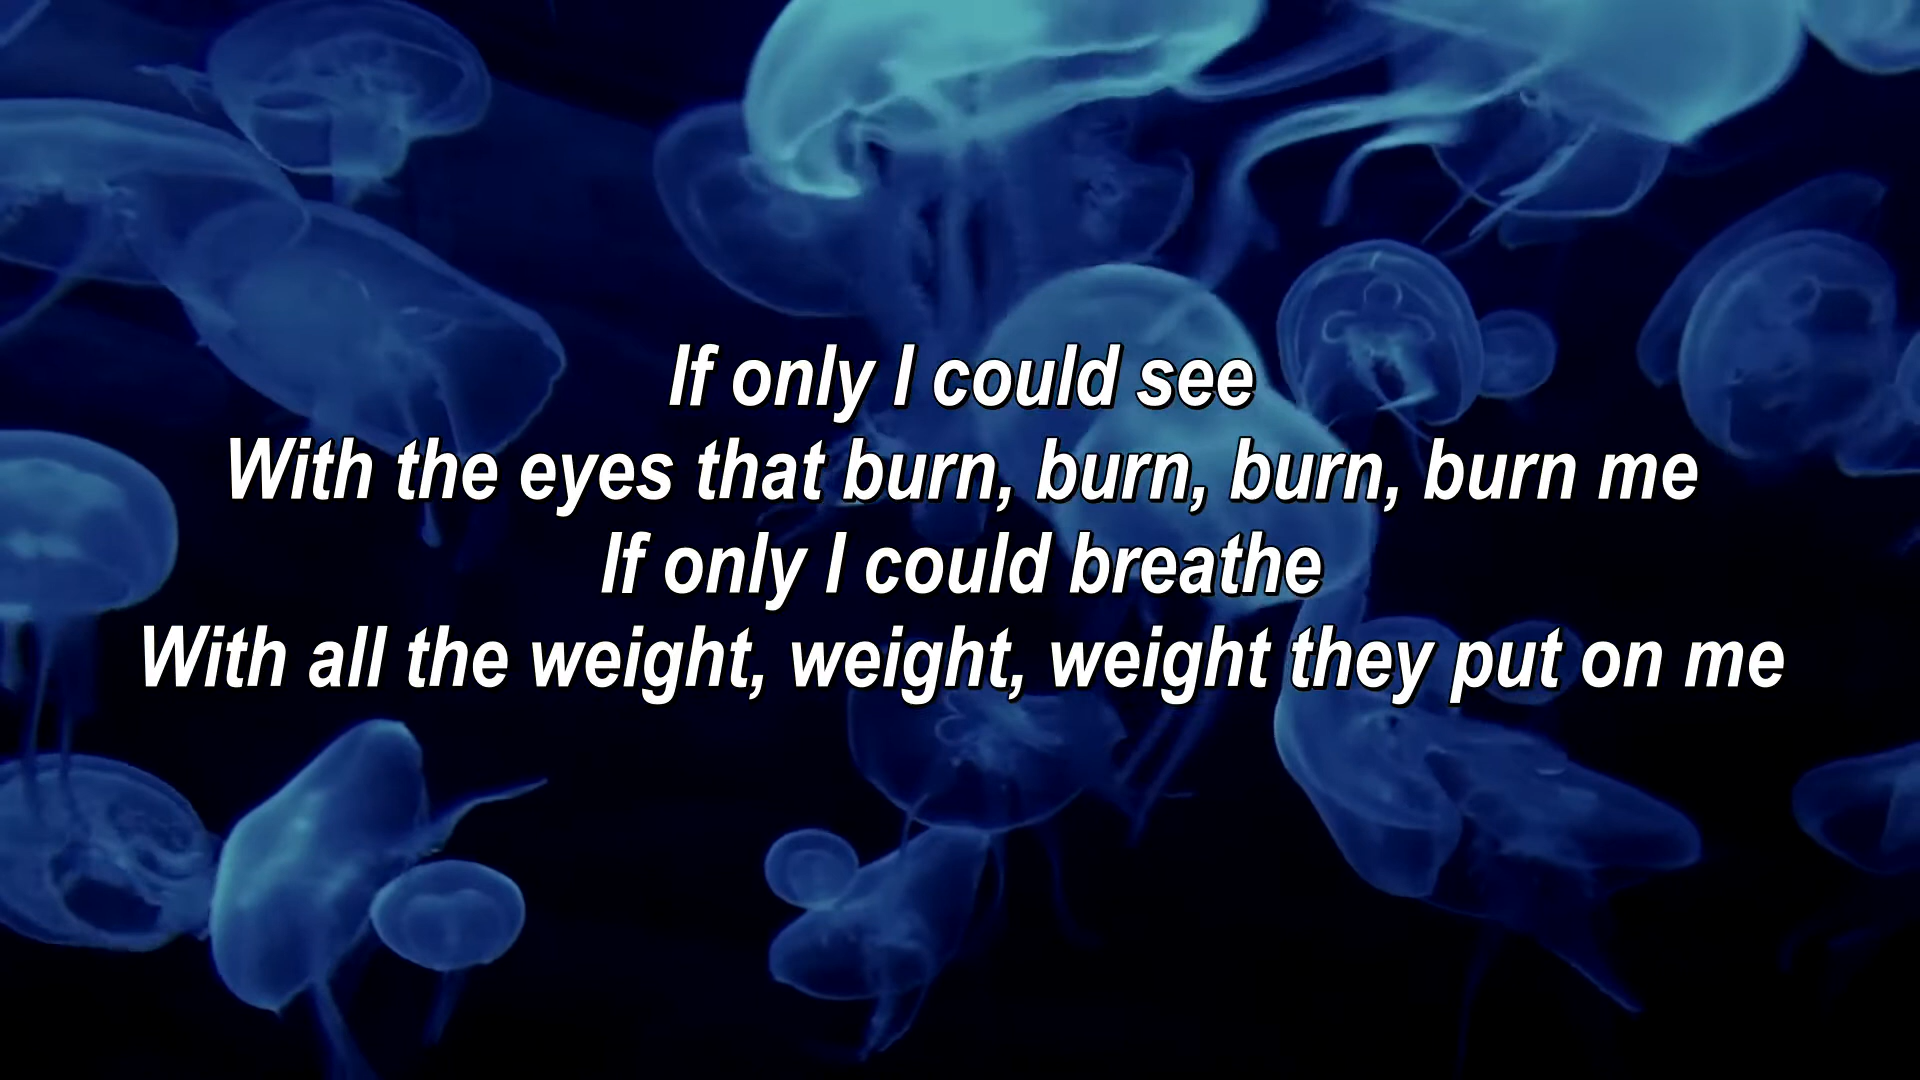 If only I could see
With the eyes that burn, burn, burn, burn me
If only I could breathe
With all the weight, weight, weight they put on me